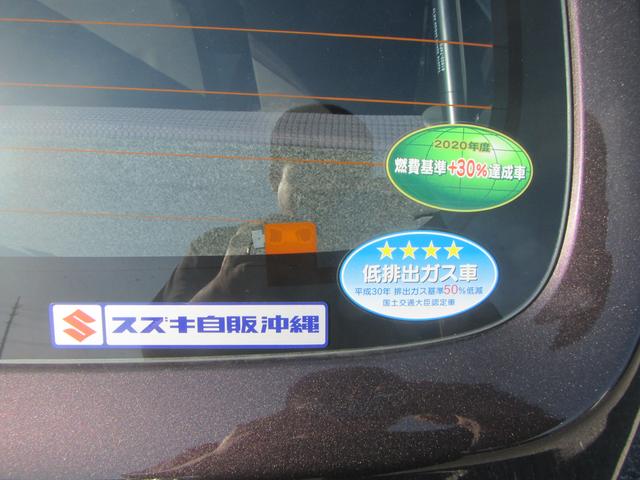 2020年度
燃費基準+30%達成車
★★★★
低排出ガス車
平成30年 排出ガス基準50%低減
国土交通大臣認定車
スズキ自販沖縄